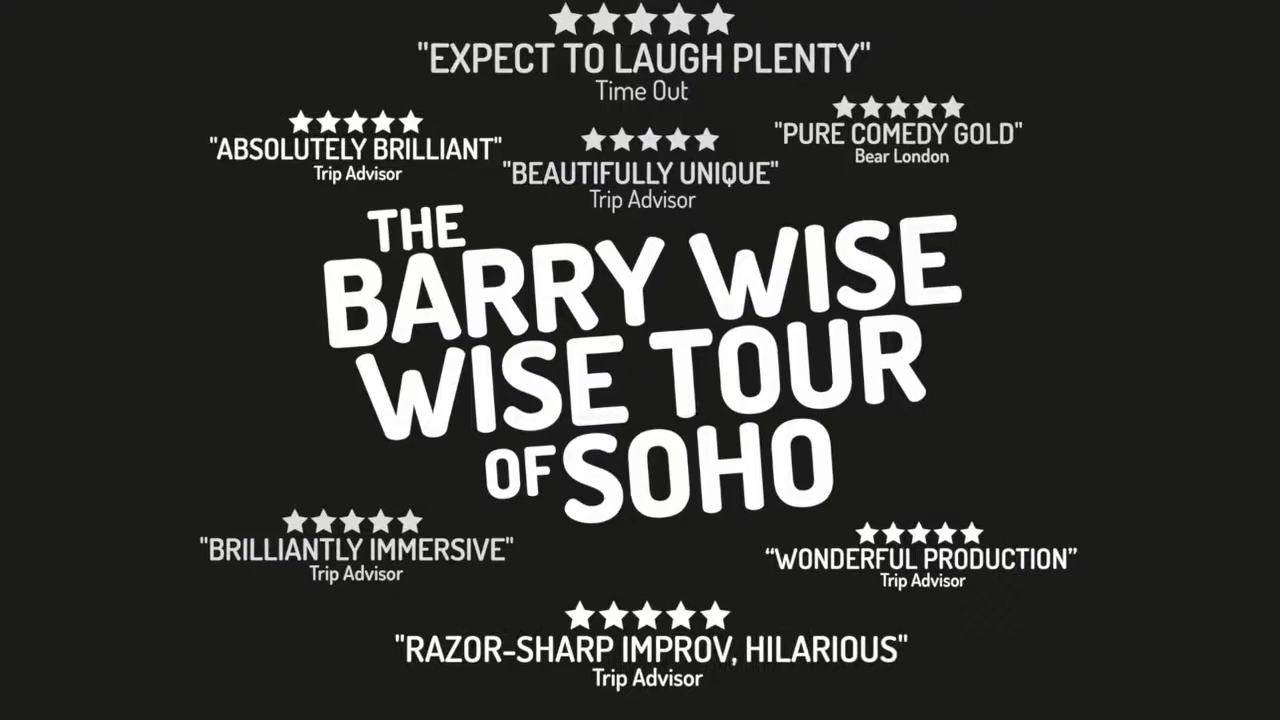 "EXPECT TO LAUGH PLENTY"
Time Out
"ABSOLUTELY BRILLIANT"
Trip Advisor
"BEAUTIFULLY UNIQUE"
Trip Advisor
"PURE COMEDY GOLD"
Bear London
THE
BARRY WISE
WISE TOUR
OF SOHO
"BRILLIANTLY IMMERSIVE"
Trip Advisor
“WONDERFUL PRODUCTION”
Trip Advisor
"RAZOR-SHARP IMPROV, HILARIOUS"
Trip Advisor